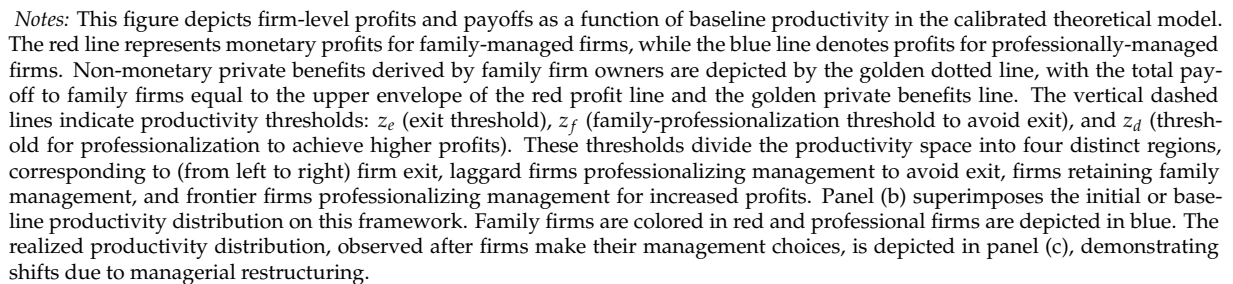 Notes: This figure depicts firm-level profits and payoffs as a function of baseline productivity in the calibrated theoretical model.
The red line represents monetary profits for family-managed firms, while the blue line denotes profits for professionally-managed
firms. Non-monetary private benefits derived by family firm owners are depicted by the golden dotted line, with the total pay-
off to family firms equal to the upper envelope of the red profit line and the golden private benefits line. The vertical dashed
lines indicate productivity thresholds: z_e (exit threshold), z_f (family-professionalization threshold to avoid exit), and z_d (thresh-
old for professionalization to achieve higher profits). These thresholds divide the productivity space into four distinct regions,
corresponding to (from left to right) firm exit, laggard firms professionalizing management to avoid exit, firms retaining family
management, and frontier firms professionalizing management for increased profits. Panel (b) superimposes the initial or base-
line productivity distribution on this framework. Family firms are colored in red and professional firms are depicted in blue. The
realized productivity distribution, observed after firms make their management choices, is depicted in panel (c), demonstrating
shifts due to managerial restructuring.